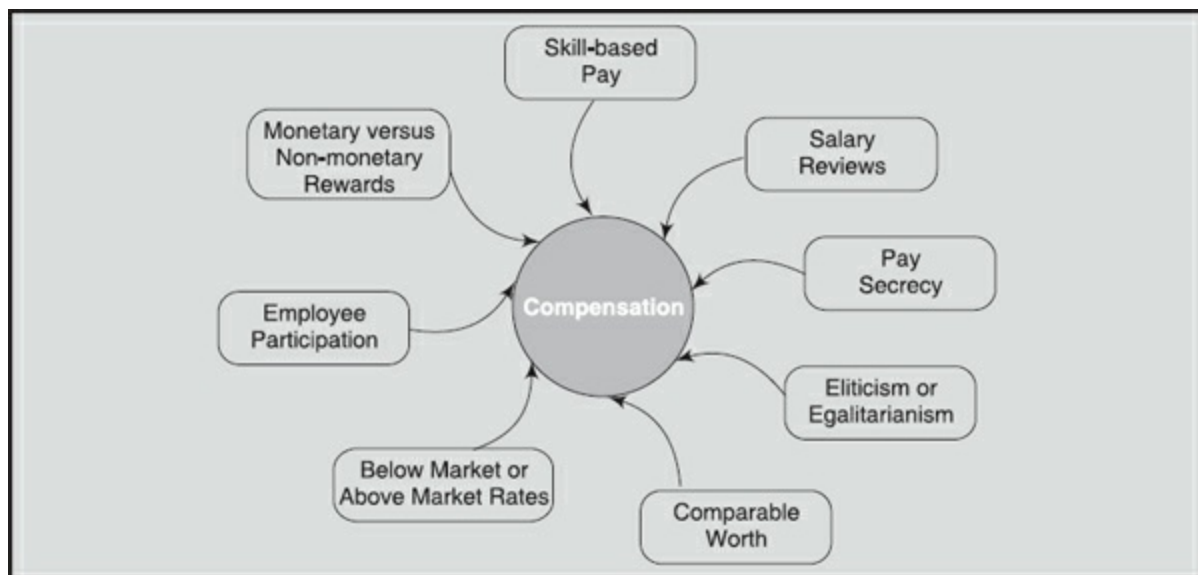 Skill-based
Pay
Monetary versus
Non-monetary
Rewards
Salary
Reviews
Pay
Secrecy
Employee
Participation
Compensation
Eliticism or
Egalitarianism
Below Market or
Above Market Rates
Comparable
Worth